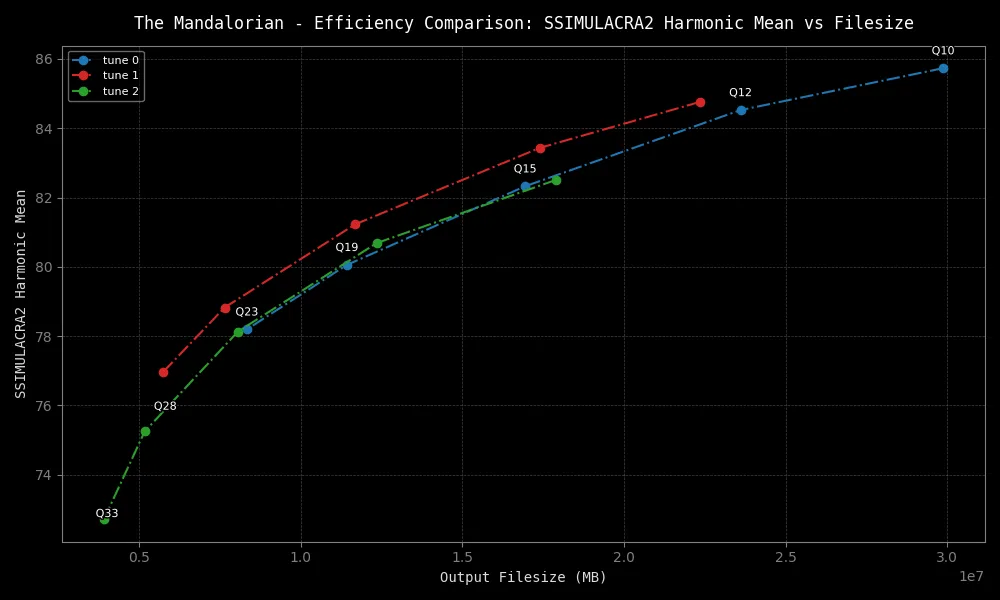 The Mandalorian - Efficiency Comparison: SSIMULACRA2 Harmonic Mean vs Filesize
tune 0
tune 1
tune 2
Q10
Q12
Q15
Q19
Q23
Q28
Q33
SSIMULACRA2 Harmonic Mean
86
84
82
80
78
76
74
0.5
1.0
1.5
2.0
2.5
3.0
1e7
Output Filesize (MB)